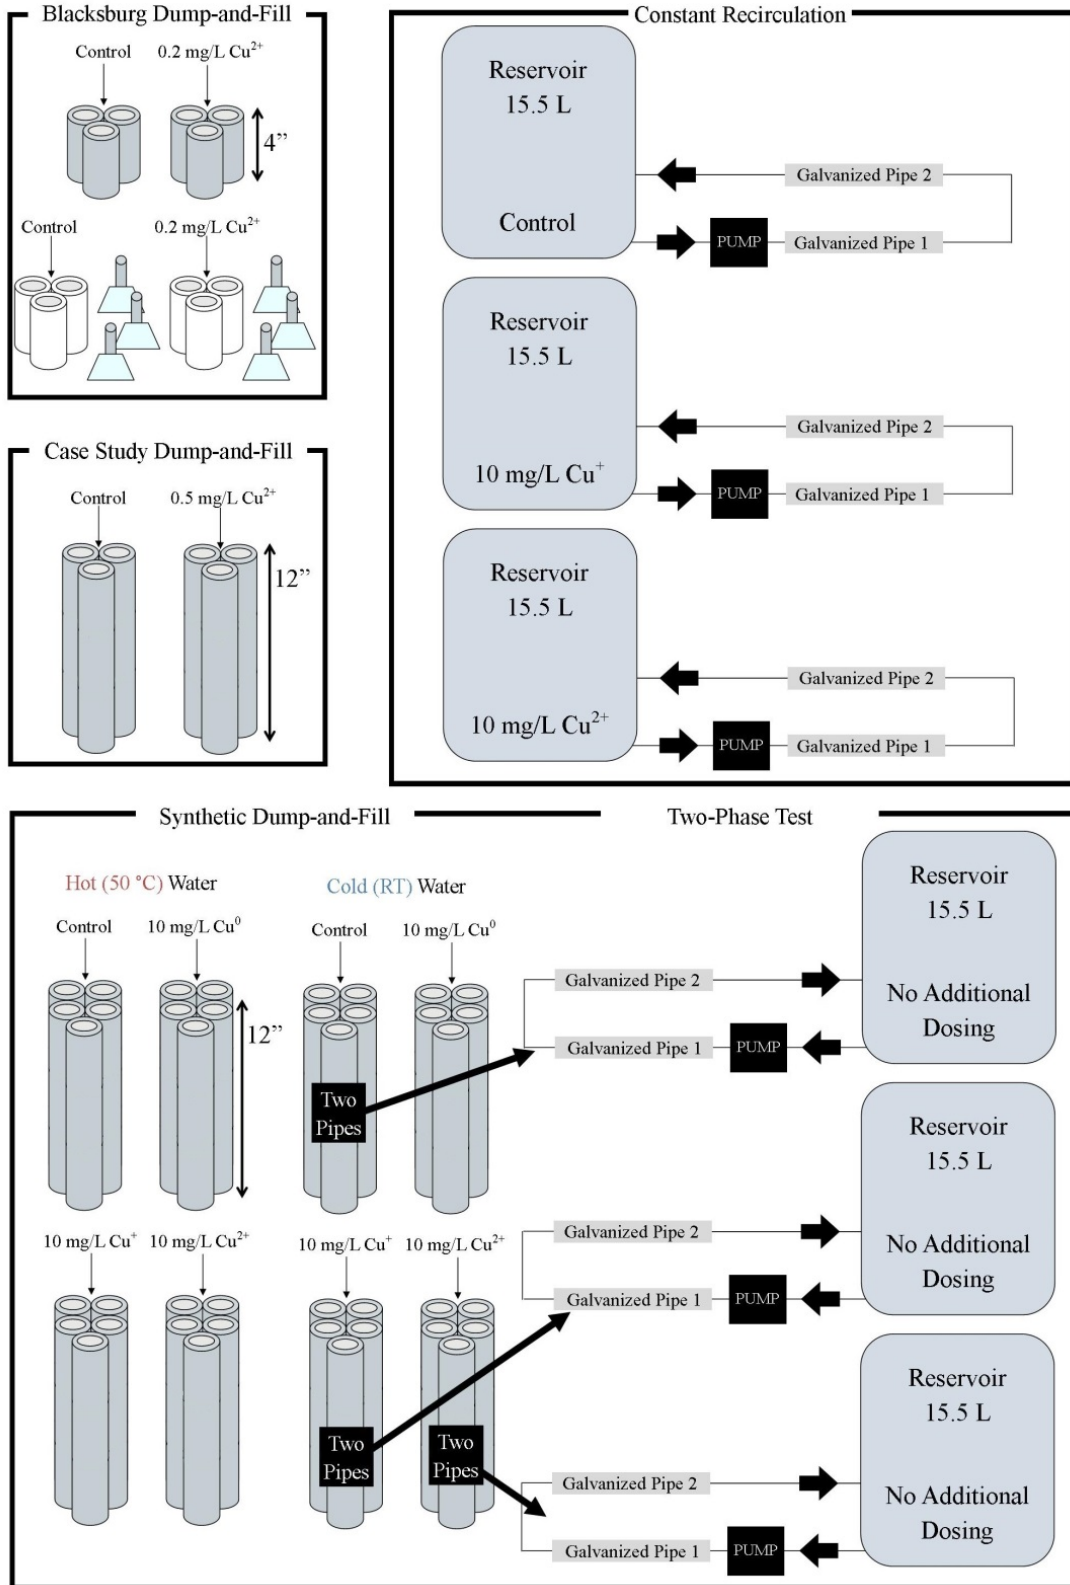 Blacksburg Dump-and-Fill
Control
0.2 mg/L Cu²⁺
4”
Control
0.2 mg/L Cu²⁺
Case Study Dump-and-Fill
Control
0.5 mg/L Cu²⁺
12”
Constant Recirculation
Reservoir
15.5 L
Control
Galvanized Pipe 2
PUMP
Galvanized Pipe 1
Reservoir
15.5 L
10 mg/L Cu⁺
Galvanized Pipe 2
PUMP
Galvanized Pipe 1
Reservoir
15.5 L
10 mg/L Cu²⁺
Galvanized Pipe 2
PUMP
Galvanized Pipe 1
Synthetic Dump-and-Fill
Two-Phase Test
Hot (50 °C) Water
Cold (RT) Water
Control
10 mg/L Cu⁰
Control
10 mg/L Cu⁰
12”
Two
Pipes
10 mg/L Cu⁺
10 mg/L Cu²⁺
10 mg/L Cu⁺
10 mg/L Cu²⁺
Two
Pipes
Two
Pipes
Galvanized Pipe 2
Galvanized Pipe 1
PUMP
Reservoir
15.5 L
No Additional
Dosing
Galvanized Pipe 2
Galvanized Pipe 1
PUMP
Reservoir
15.5 L
No Additional
Dosing
Galvanized Pipe 2
Galvanized Pipe 1
PUMP
Reservoir
15.5 L
No Additional
Dosing